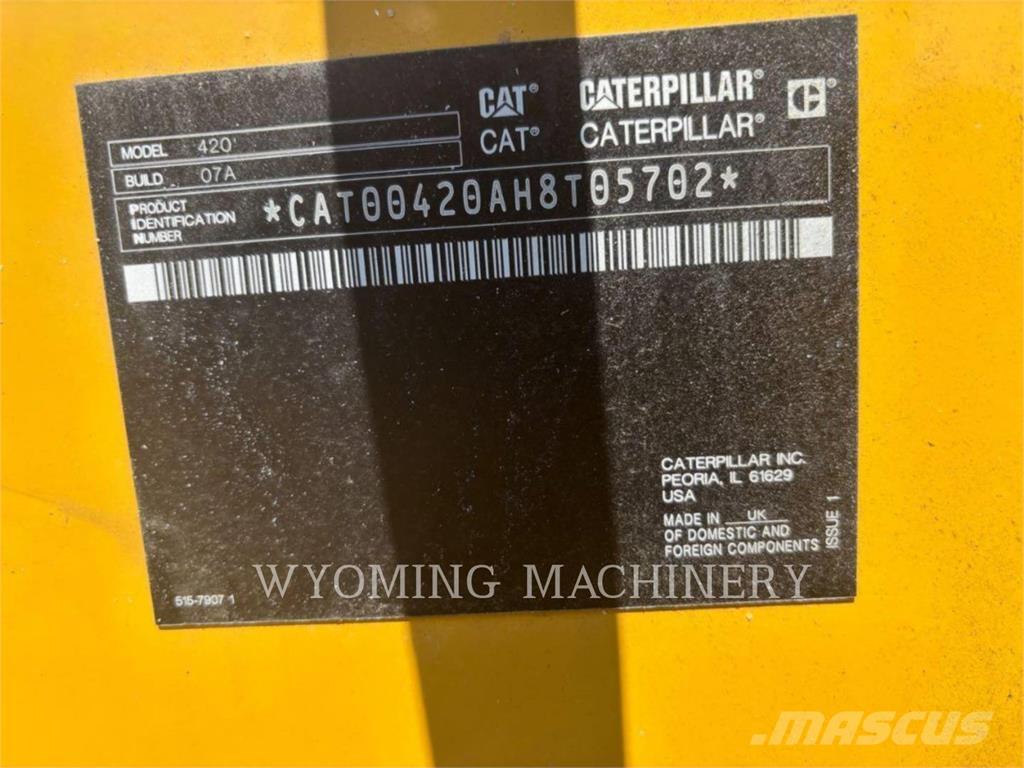 CAT® CATERPILLAR® ®
CAT® CATERPILLAR®
MODEL 420
BUILD 07A
PRODUCT
IDENTIFICATION
NUMBER
*CAT00420AH8T05702*
CATERPILLAR INC.
PEORIA, IL 61629
USA
MADE IN UK
OF DOMESTIC AND
FOREIGN COMPONENTS
ISSUE 1
515-7907 1
WYOMING MACHINERY
MASCUS